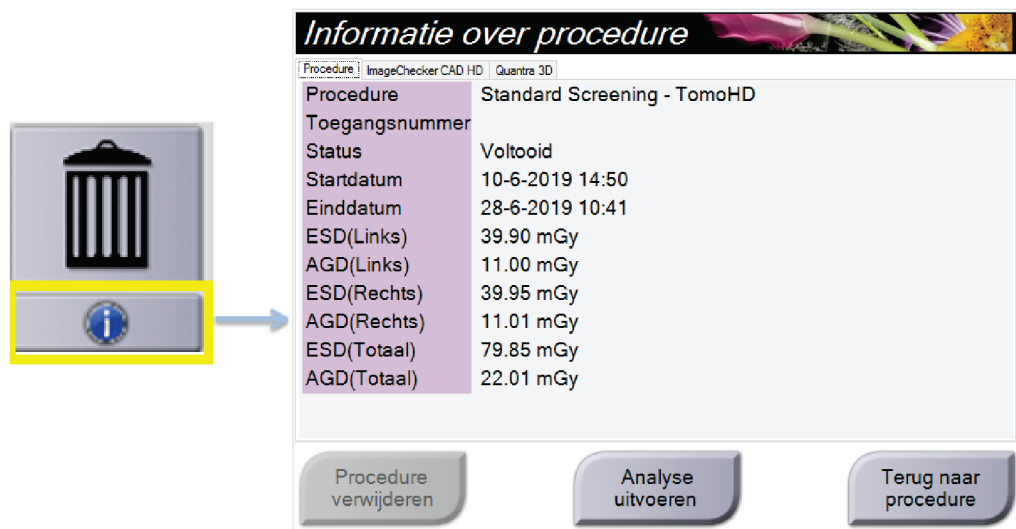 Informatie over procedure
Procedure ImageChecker CAD HD Quantra 3D
Procedure Standard Screening - TomoHD
Toegangsnummer
Status Voltooid
Startdatum 10-6-2019 14:50
Einddatum 28-6-2019 10:41
ESD(Links) 39.90 mGy
AGD(Links) 11.00 mGy
ESD(Rechts) 39.95 mGy
AGD(Rechts) 11.01 mGy
ESD(Totaal) 79.85 mGy
AGD(Totaal) 22.01 mGy
Procedure
verwijderen
Analyse
uitvoeren
Terug naar
procedure